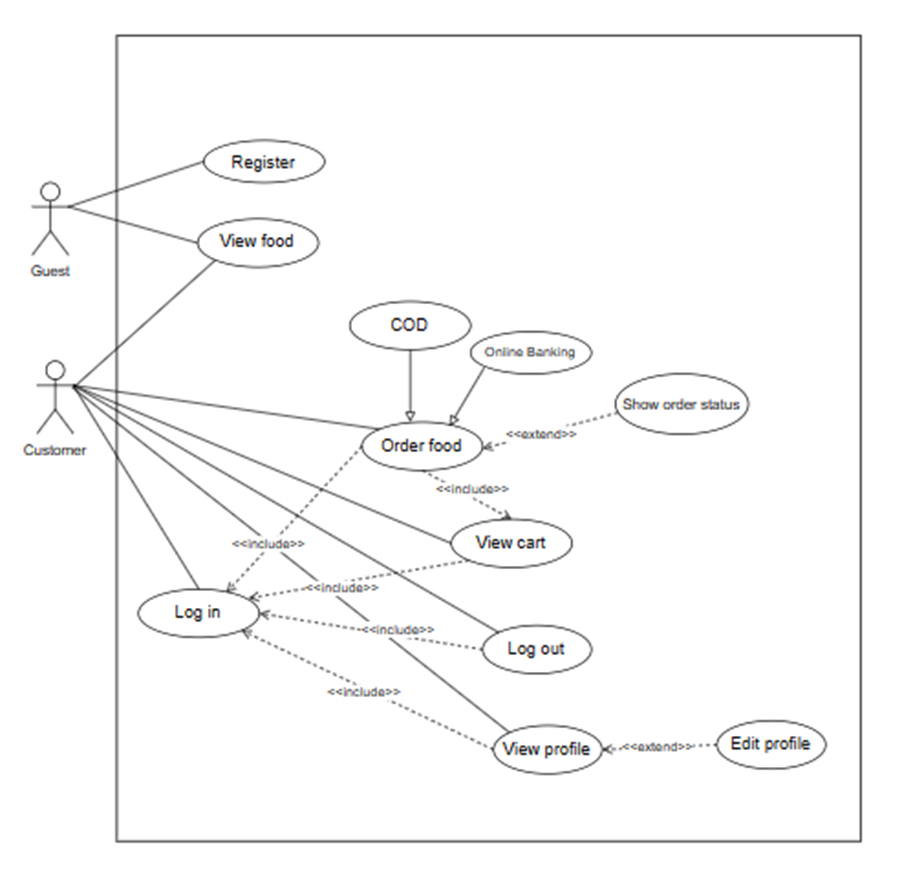 Register
View food
Guest
COD
Online Banking
Show order status
<<extend>>
Order food
Customer
<<include>>
View cart
<<include>>
<<include>>
Log in
<<include>>
Log out
<<include>>
View profile
<<extend>>
Edit profile